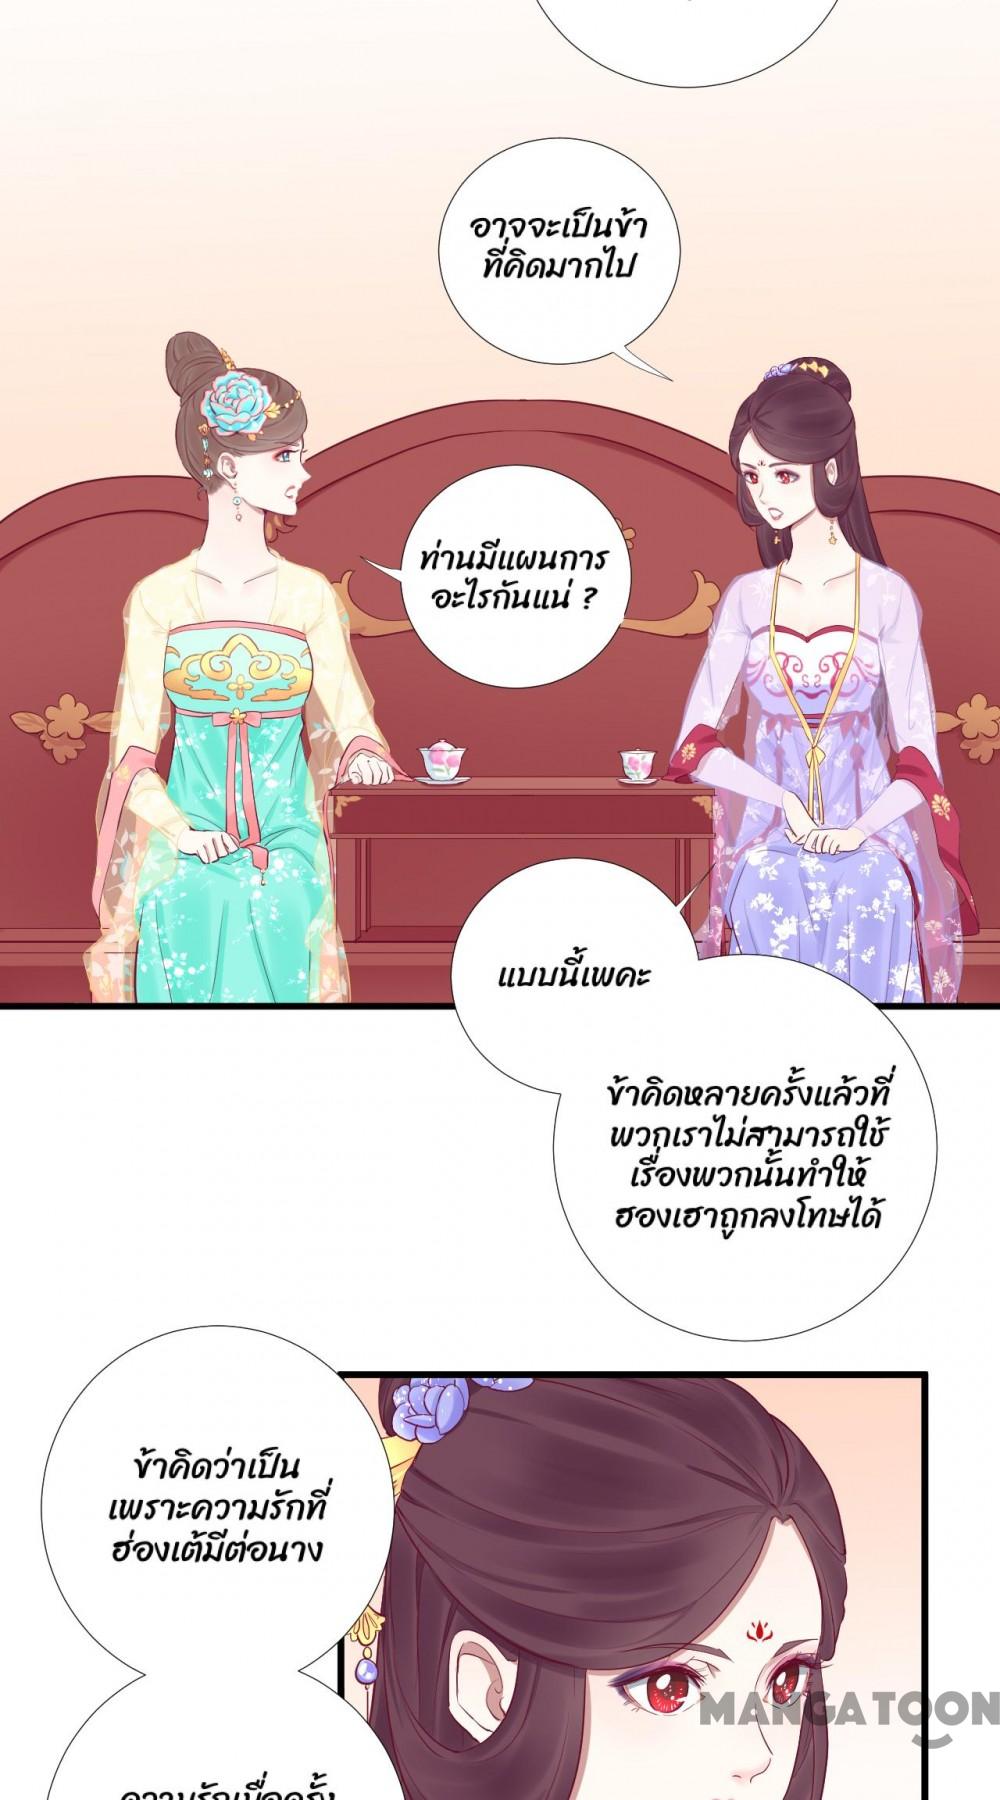 อาจจะเป็นข้า
ที่คิดมากไป
ท่านมีแผนการ
อะไรกันแน่ ?
แบบนี้เพคะ
ข้าคิดหลายครั้งแล้วที่
พวกเราไม่สามารถใช้
เรื่องพวกนั้นทำให้
ฮองเฮาถูกลงโทษได้
ข้าคิดว่าเป็น
เพราะความรักที่
ฮ่องเต้มีต่อนาง
MANGATOON